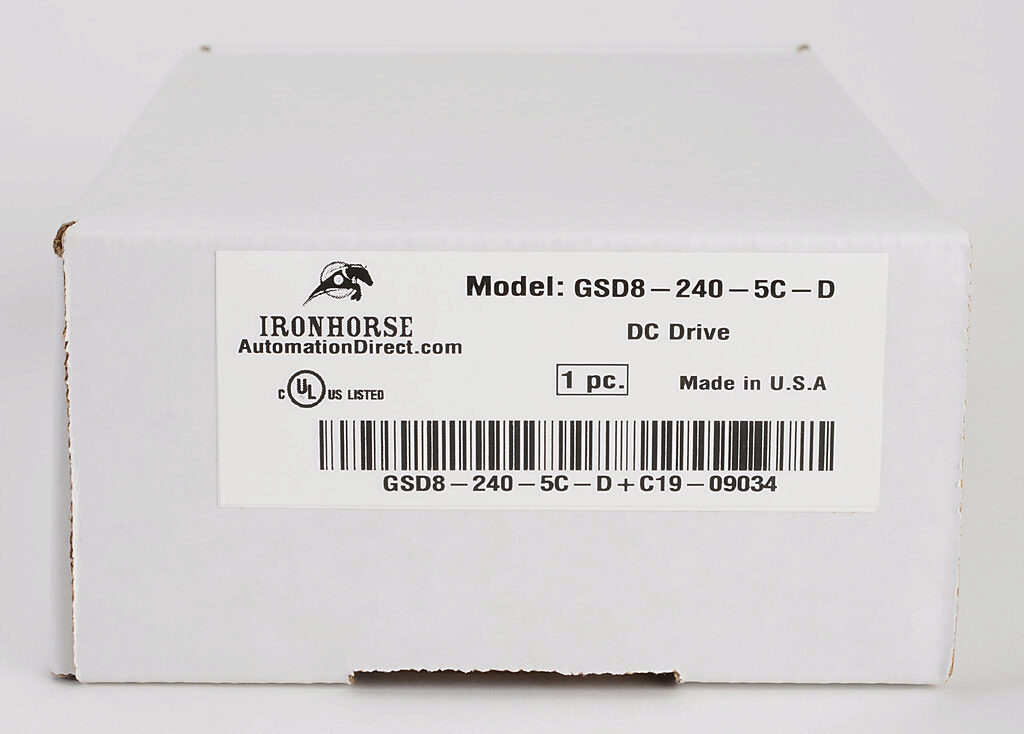 IRONHORSE
AutomationDirect.com
Model: GSD8-240-5C-D
DC Drive
C UL US LISTED
1 pc.
Made in U.S.A
GSD8-240-5C-D+C19-09034